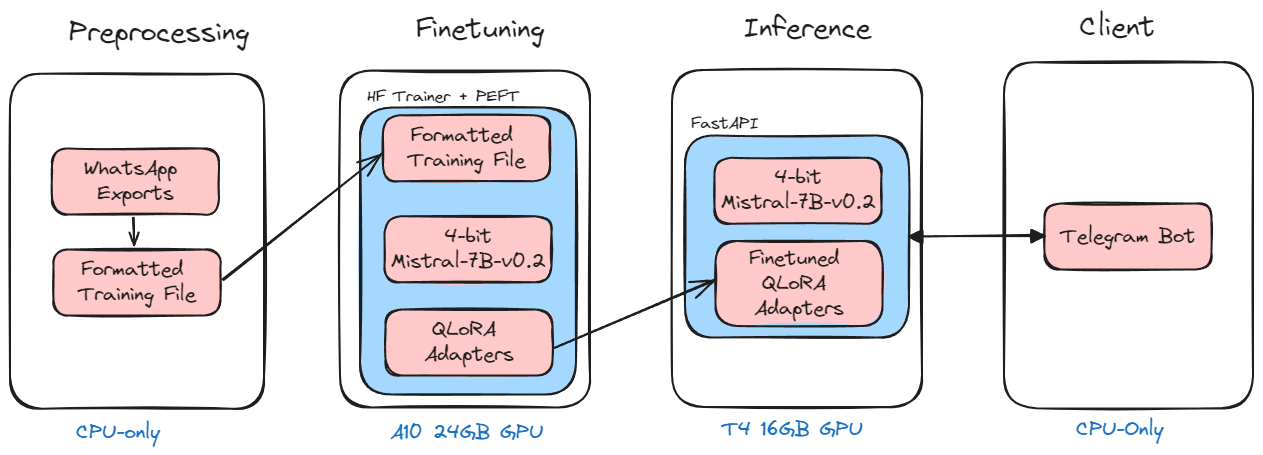 Preprocessing
WhatsApp
Exports
Formatted
Training File
CPU-only
Finetuning
HF Trainer + PEFT
Formatted
Training File
4-bit
Mistral-7B-v0.2
QLoRA
Adapters
A10 24GB GPU
Inference
FastAPI
4-bit
Mistral-7B-v0.2
Finetuned
QLoRA
Adapters
T4 16GB GPU
Client
Telegram Bot
CPU-Only